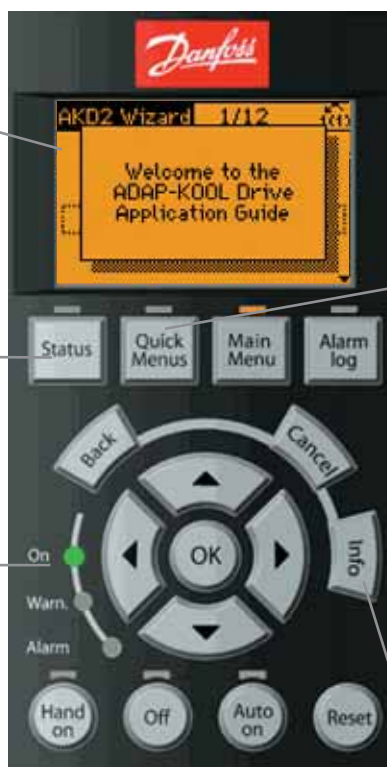 Danfoss
AKD2 Wizard 1/12
Welcome to the
ADAP-KOOL Drive
Application Guide
Status
Quick
Menus
Main
Menu
Alarm
log
Back
Cancel
OK
Info
On
Warn.
Alarm
Hand
on
Off
Auto
on
Reset